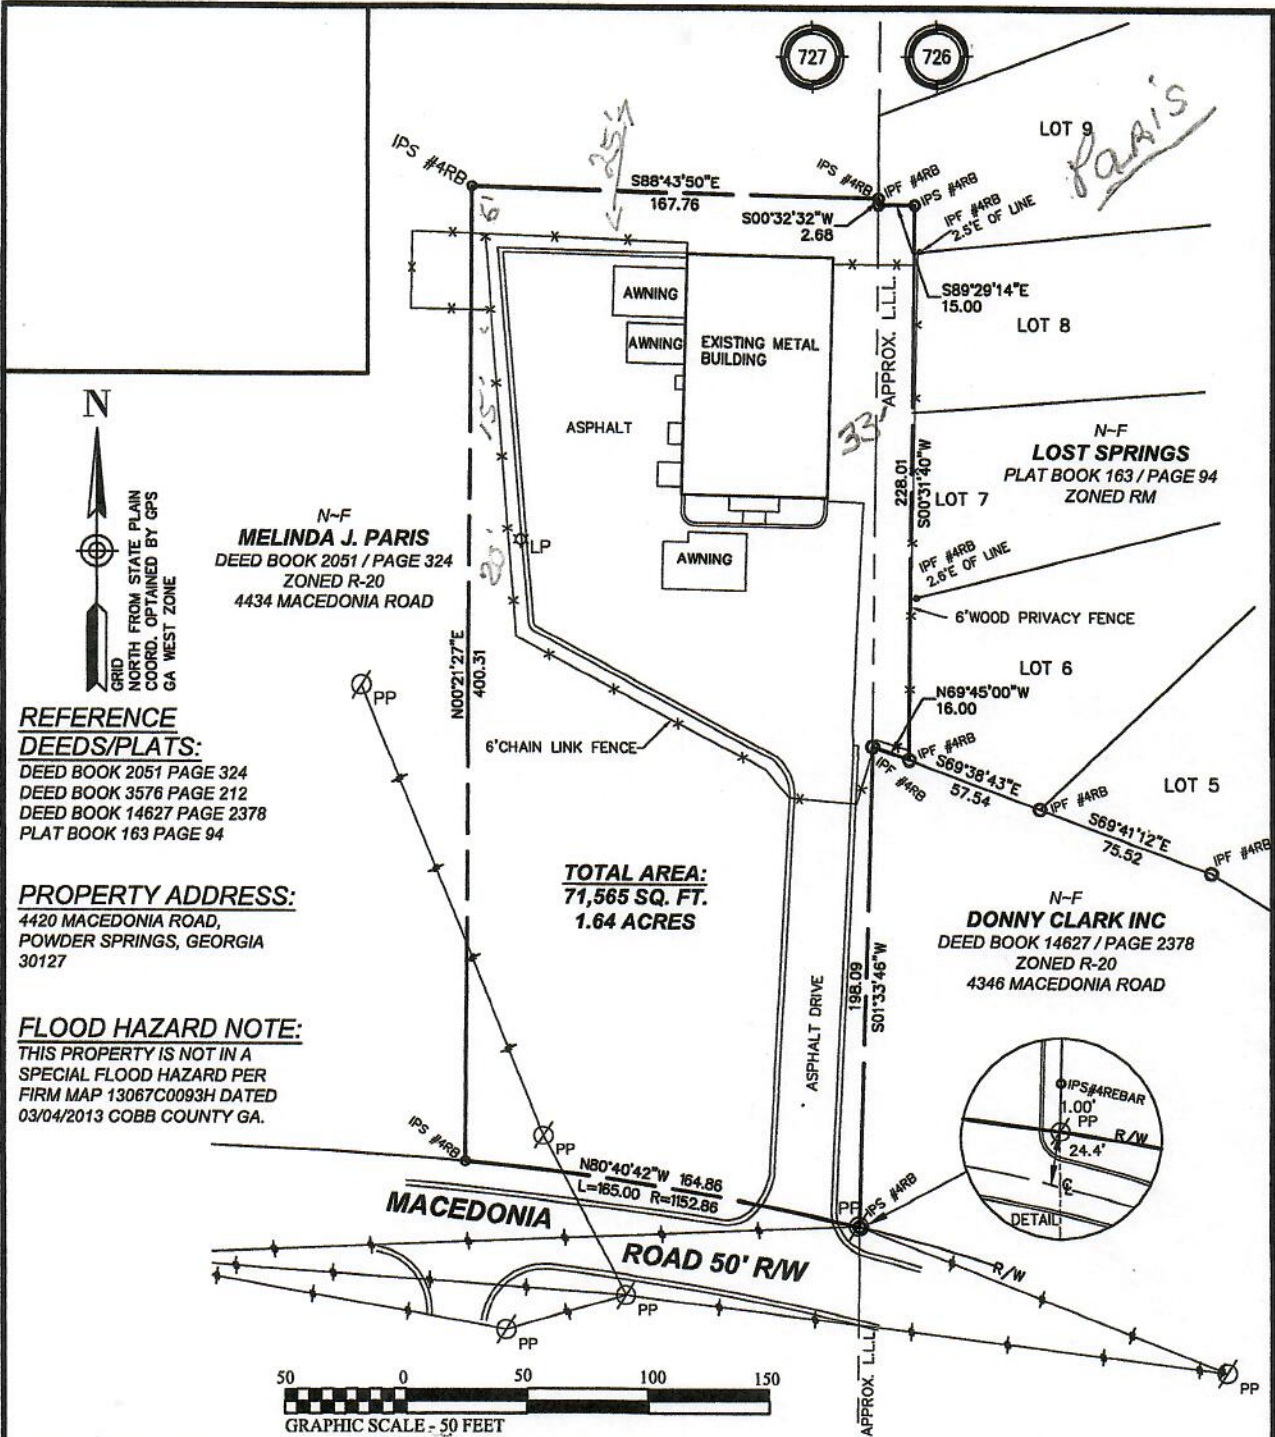 727
726
LOT 9
PARIS
IPS #4RB
25'
S88°43'50"E
167.76
IPS #4RB
IPF #4RB
IPS #4RB
S00°32'32"W
2.68
IPF #4RB
2.5'E OF LINE
S89°29'14"E
15.00
LOT 8
6'
AWNING
AWNING
EXISTING METAL
BUILDING
APPROX. L.L.L.
ASPHALT
15'
33'
N
GRID
NORTH FROM STATE PLAIN
COORD. OPTAINED BY GPS
GA WEST ZONE
N~F
LOST SPRINGS
PLAT BOOK 163 / PAGE 94
ZONED RM
228.01
S00°31'40"W
LOT 7
N~F
MELINDA J. PARIS
DEED BOOK 2051 / PAGE 324
ZONED R-20
4434 MACEDONIA ROAD
LP
20'
AWNING
IPF #4RB
2.6'E OF LINE
6'WOOD PRIVACY FENCE
LOT 6
N00°21'27"E
400.31
PP
N69°45'00"W
16.00
6'CHAIN LINK FENCE
IPF #4RB
IPF #4RB
S69°38'43"E
57.54
IPF #4RB
LOT 5
S69°41'12"E
75.52
IPF #4RB
REFERENCE
DEEDS/PLATS:
DEED BOOK 2051 PAGE 324
DEED BOOK 3576 PAGE 212
DEED BOOK 14627 PAGE 2378
PLAT BOOK 163 PAGE 94
TOTAL AREA:
71,565 SQ. FT.
1.64 ACRES
PROPERTY ADDRESS:
4420 MACEDONIA ROAD,
POWDER SPRINGS, GEORGIA
30127
N~F
DONNY CLARK INC
DEED BOOK 14627 / PAGE 2378
ZONED R-20
4346 MACEDONIA ROAD
198.09
S01°33'46"W
ASPHALT DRIVE
FLOOD HAZARD NOTE:
THIS PROPERTY IS NOT IN A
SPECIAL FLOOD HAZARD PER
FIRM MAP 13067C0093H DATED
03/04/2013 COBB COUNTY GA.
IPS#4REBAR
1.00'
PP
R/W
24.4'
℄
DETAIL
IPS #4RB
PP
N80°40'42"W 164.86
L=165.00 R=1152.86
PP
IPS #4RB
MACEDONIA
ROAD 50' R/W
R/W
PP
PP
PP
APPROX. L.L.L.
50 0 50 100 150
GRAPHIC SCALE - 50 FEET